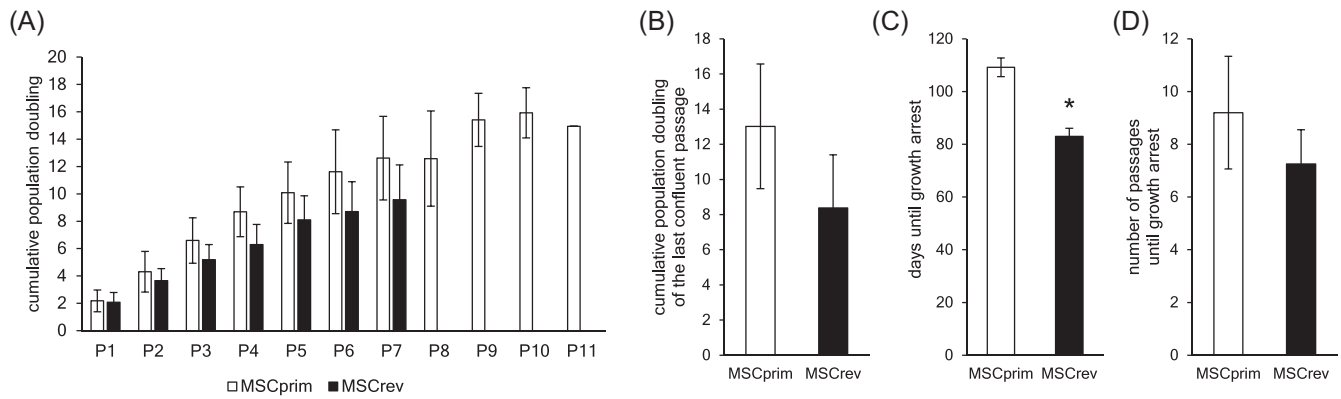 (A)
cumulative population doubling
20
18
16
14
12
10
8
6
4
2
0
P1 P2 P3 P4 P5 P6 P7 P8 P9 P10 P11
MSCprim MSCrev
(B)
cumulative population doubling
of the last confluent passage
18
16
14
12
10
8
6
4
2
0
MSCprim MSCrev
(C)
days until growth arrest
120
100
80
60
40
20
0
*
MSCprim MSCrev
(D)
number of passages
until growth arrest
12
10
8
6
4
2
0
MSCprim MSCrev